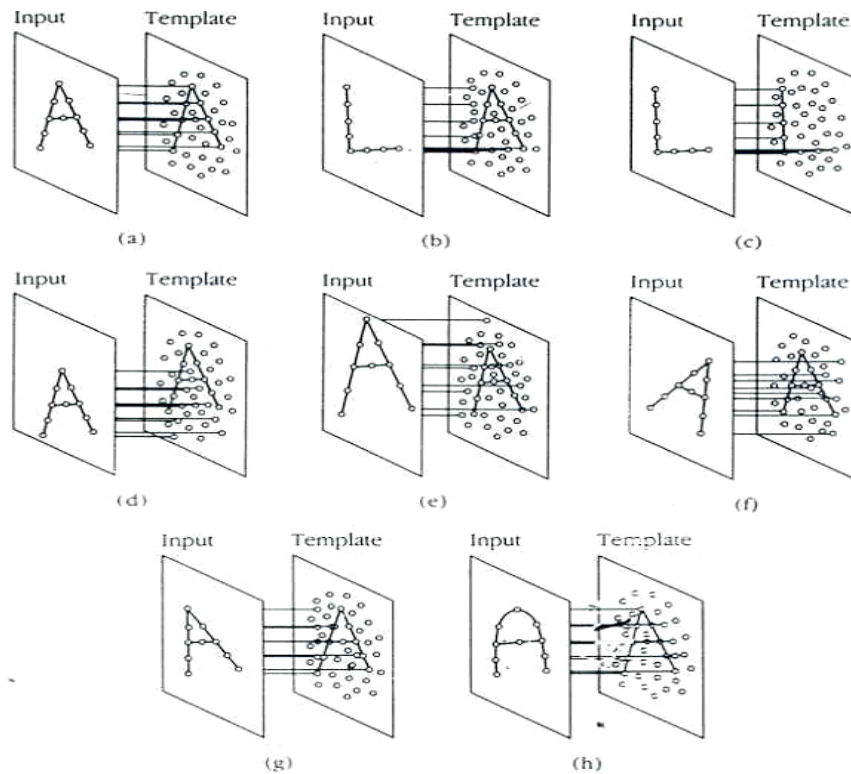 Input Template Input Template Input Template
(a) (b) (c)
Input Template Input Template Input Template
(d) (e) (f)
Input Template Input Template
(g) (h)